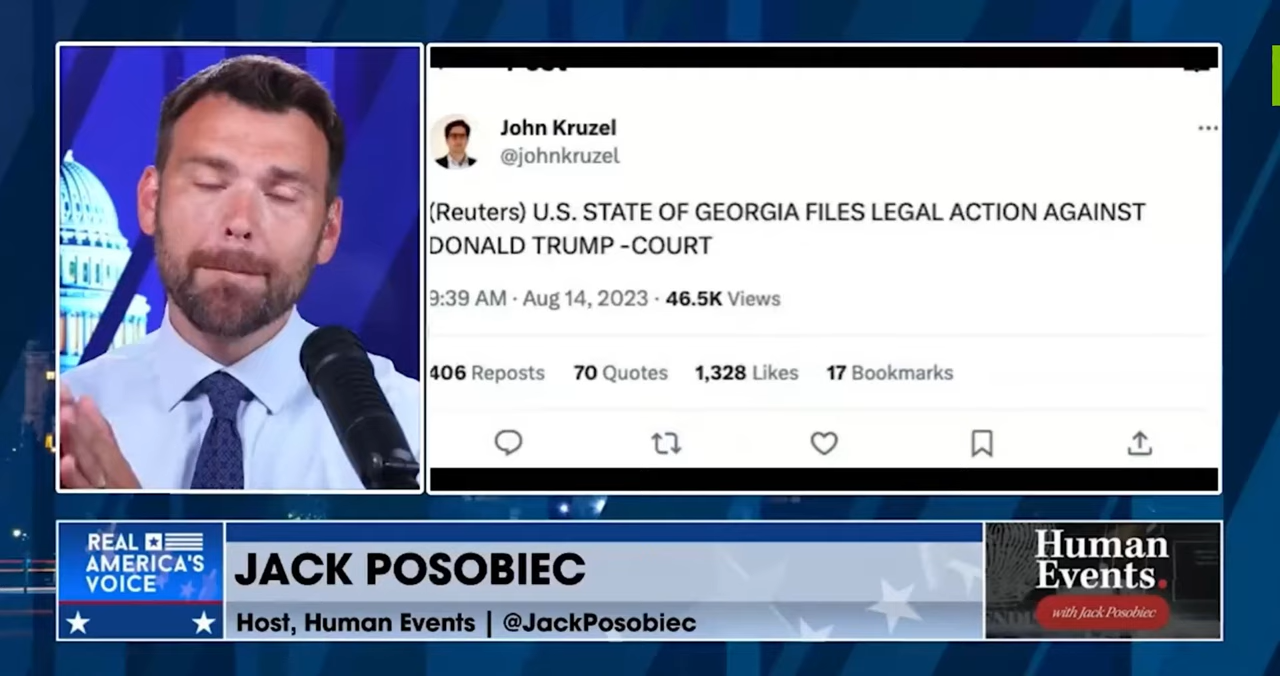 John Kruzel
@johnkruzel
(Reuters) U.S. STATE OF GEORGIA FILES LEGAL ACTION AGAINST
DONALD TRUMP -COURT
9:39 AM · Aug 14, 2023 · 46.5K Views
406 Reposts 70 Quotes 1,328 Likes 17 Bookmarks
REAL
AMERICA'S
VOICE
JACK POSOBIEC
Host, Human Events | @JackPosobiec
Human
Events.
with Jack Posobiec